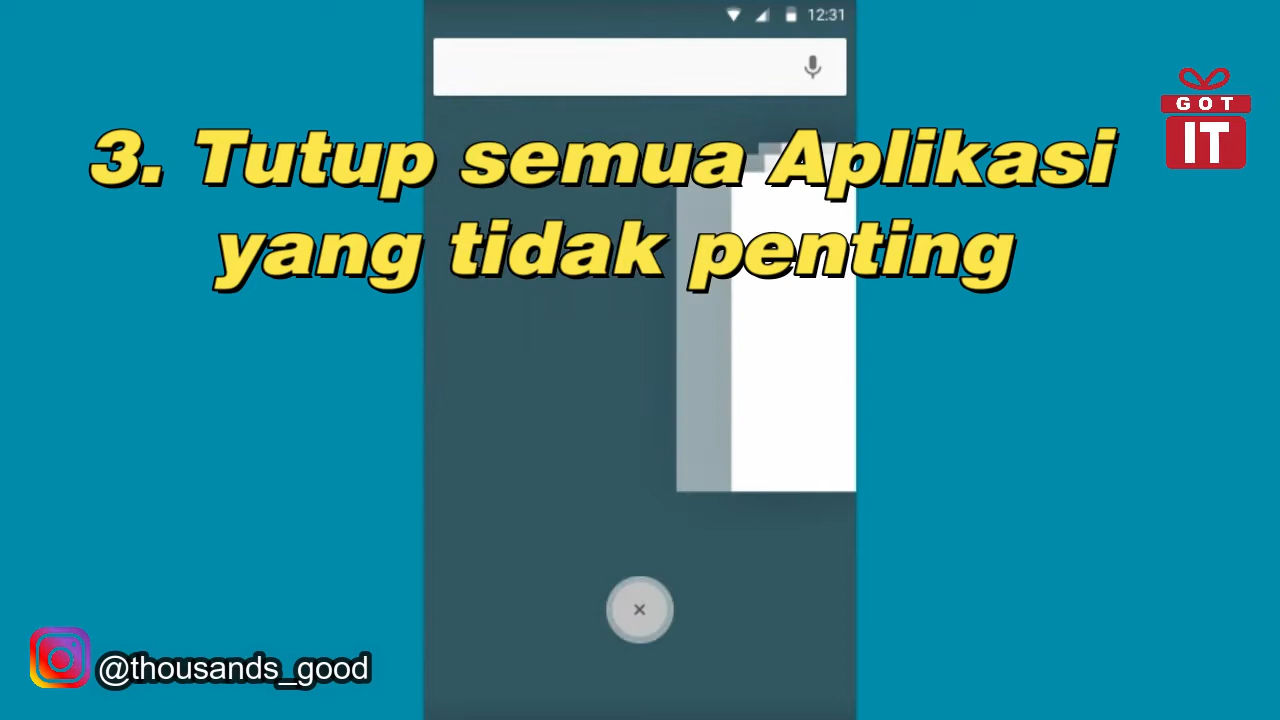 12:31
GOT
IT
3. Tutup semua Aplikasi
yang tidak penting
@thousands_good